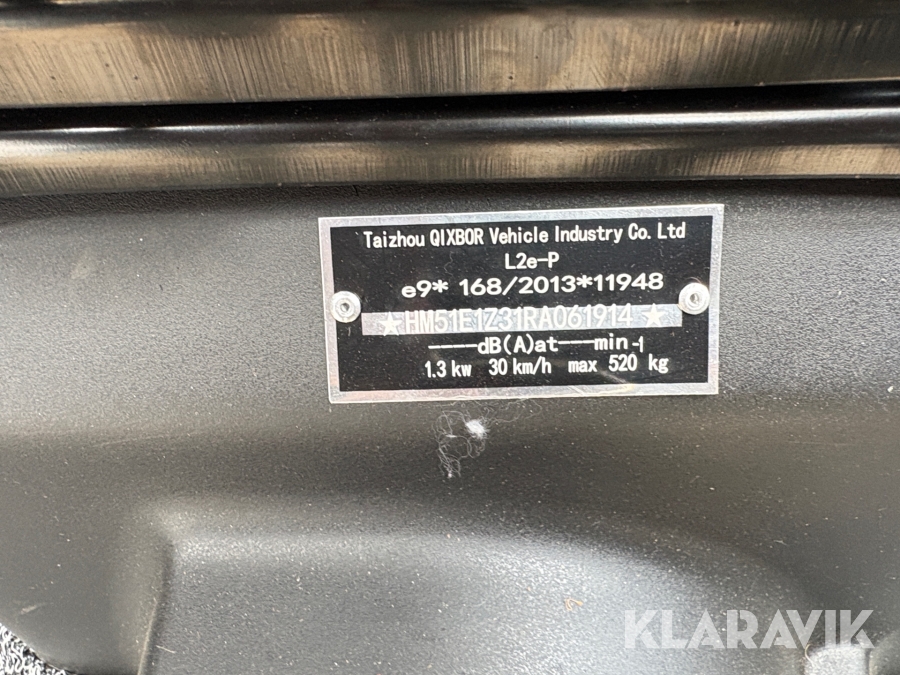 Taizhou QIXBOR Vehicle Industry Co. Ltd
L2e-P
e9* 168/2013*11948
★HM51E1Z31RA061914★
——dB(A)at——min-1
1.3 kw 30 km/h max 520 kg
KLARAVIK